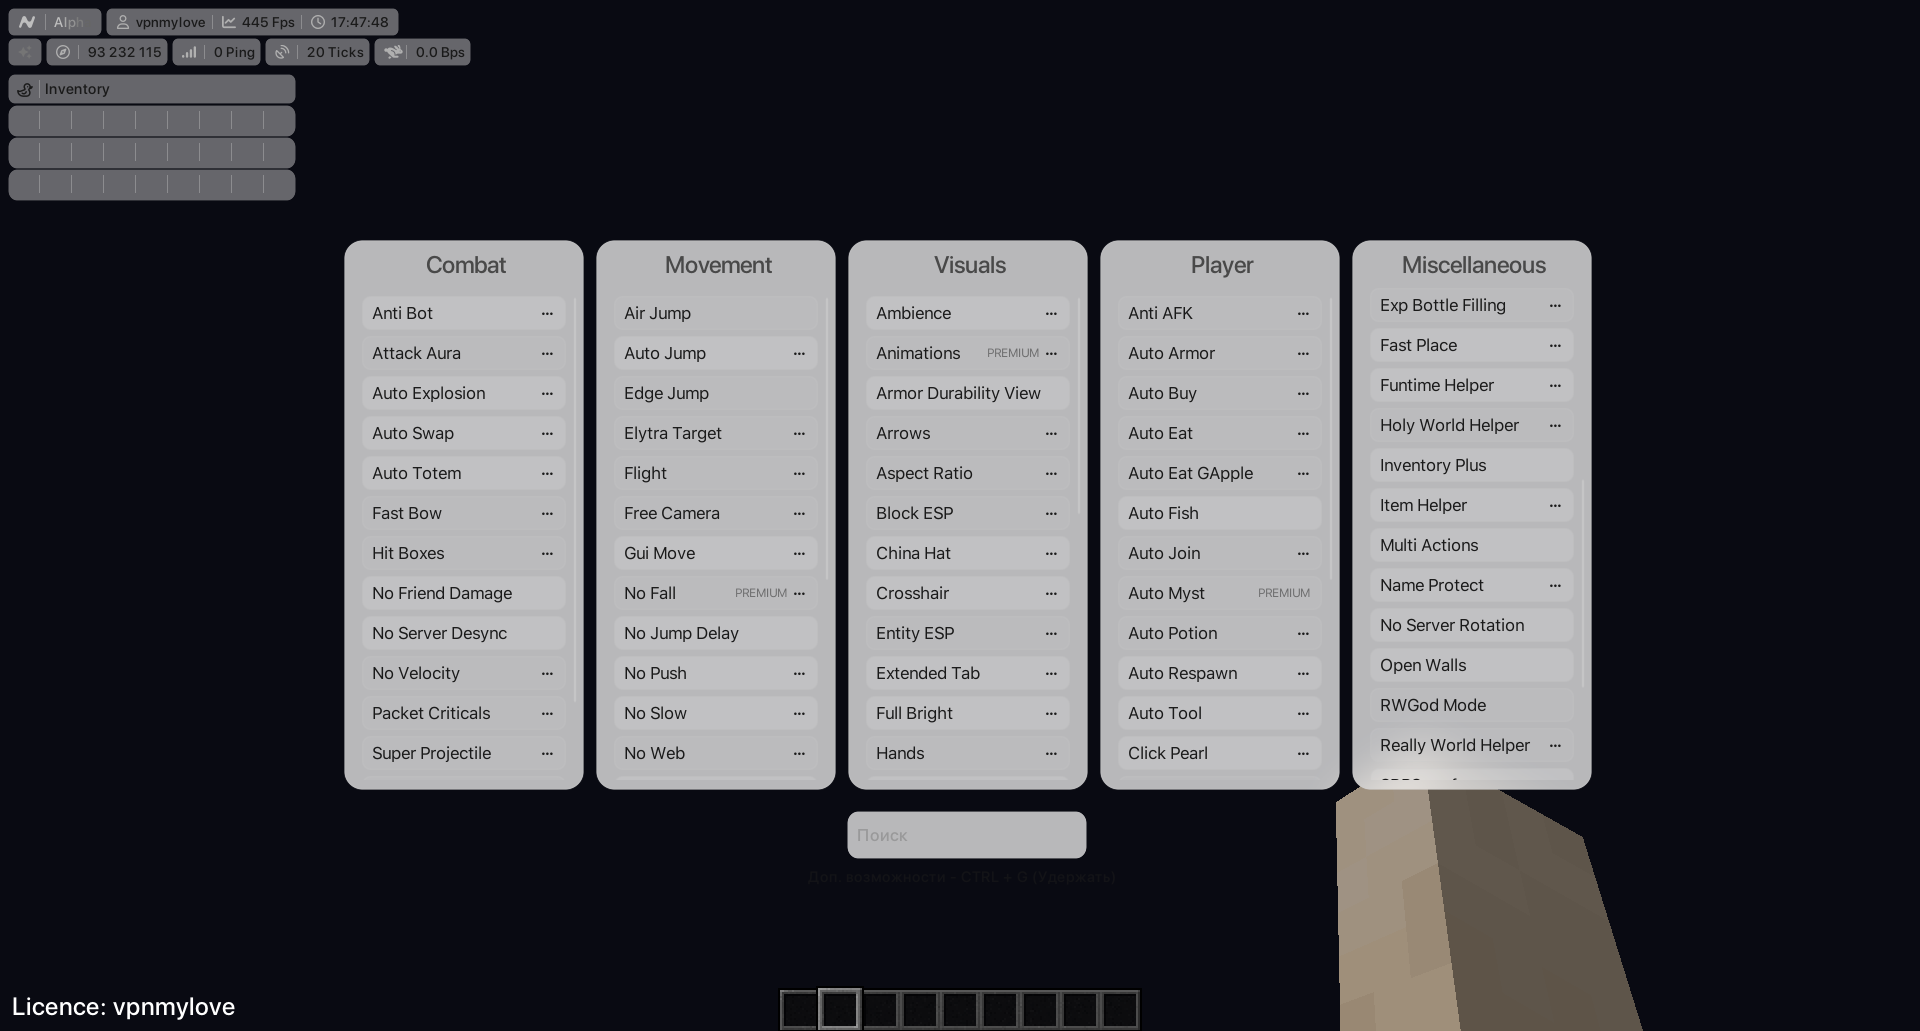 Alph vpnmylove 445 Fps 17:47:48
93 232 115 0 Ping 20 Ticks 0.0 Bps
Inventory
Combat
Anti Bot
Attack Aura
Auto Explosion
Auto Swap
Auto Totem
Fast Bow
Hit Boxes
No Friend Damage
No Server Desync
No Velocity
Packet Criticals
Super Projectile
Movement
Air Jump
Auto Jump
Edge Jump
Elytra Target
Flight
Free Camera
Gui Move
No Fall PREMIUM
No Jump Delay
No Push
No Slow
No Web
Visuals
Ambience
Animations PREMIUM
Armor Durability View
Arrows
Aspect Ratio
Block ESP
China Hat
Crosshair
Entity ESP
Extended Tab
Full Bright
Hands
Player
Anti AFK
Auto Armor
Auto Buy
Auto Eat
Auto Eat GApple
Auto Fish
Auto Join
Auto Myst PREMIUM
Auto Potion
Auto Respawn
Auto Tool
Click Pearl
Miscellaneous
Exp Bottle Filling
Fast Place
Funtime Helper
Holy World Helper
Inventory Plus
Item Helper
Multi Actions
Name Protect
No Server Rotation
Open Walls
RWGod Mode
Really World Helper
Поиск
Доп. возможности - CTRL + G (Удержать)
Licence: vpnmylove